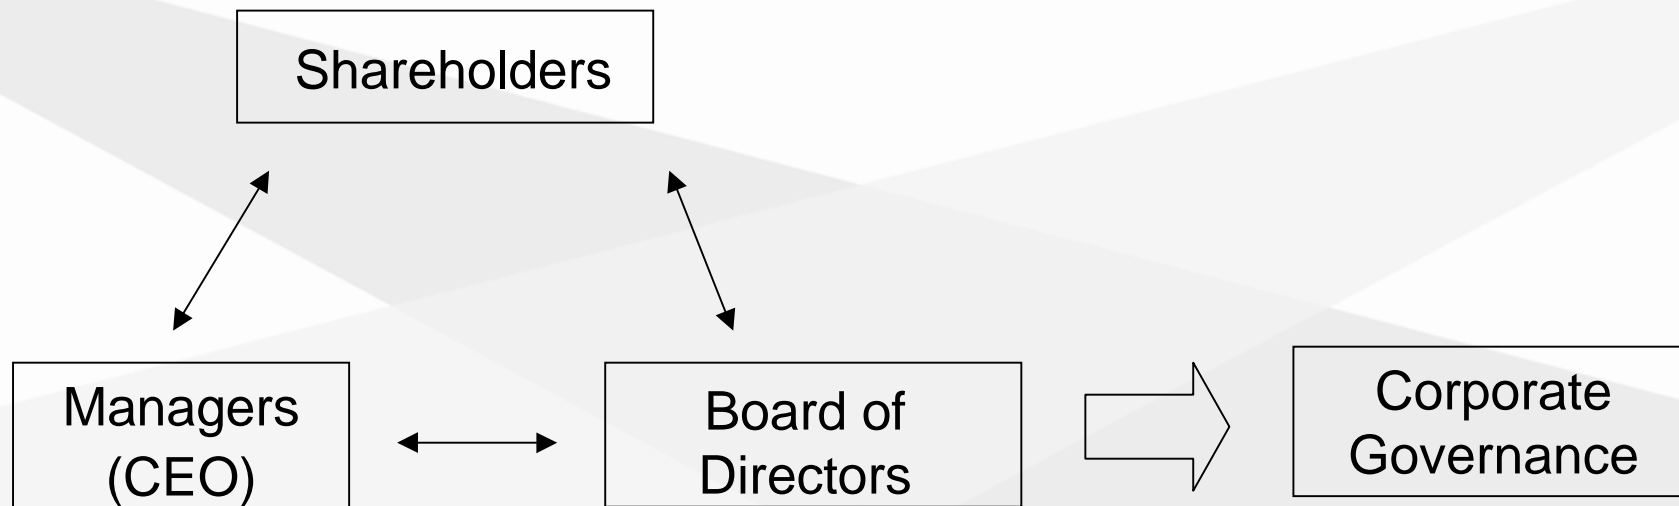 Shareholders
Managers
(CEO)
Board of
Directors
Corporate
Governance